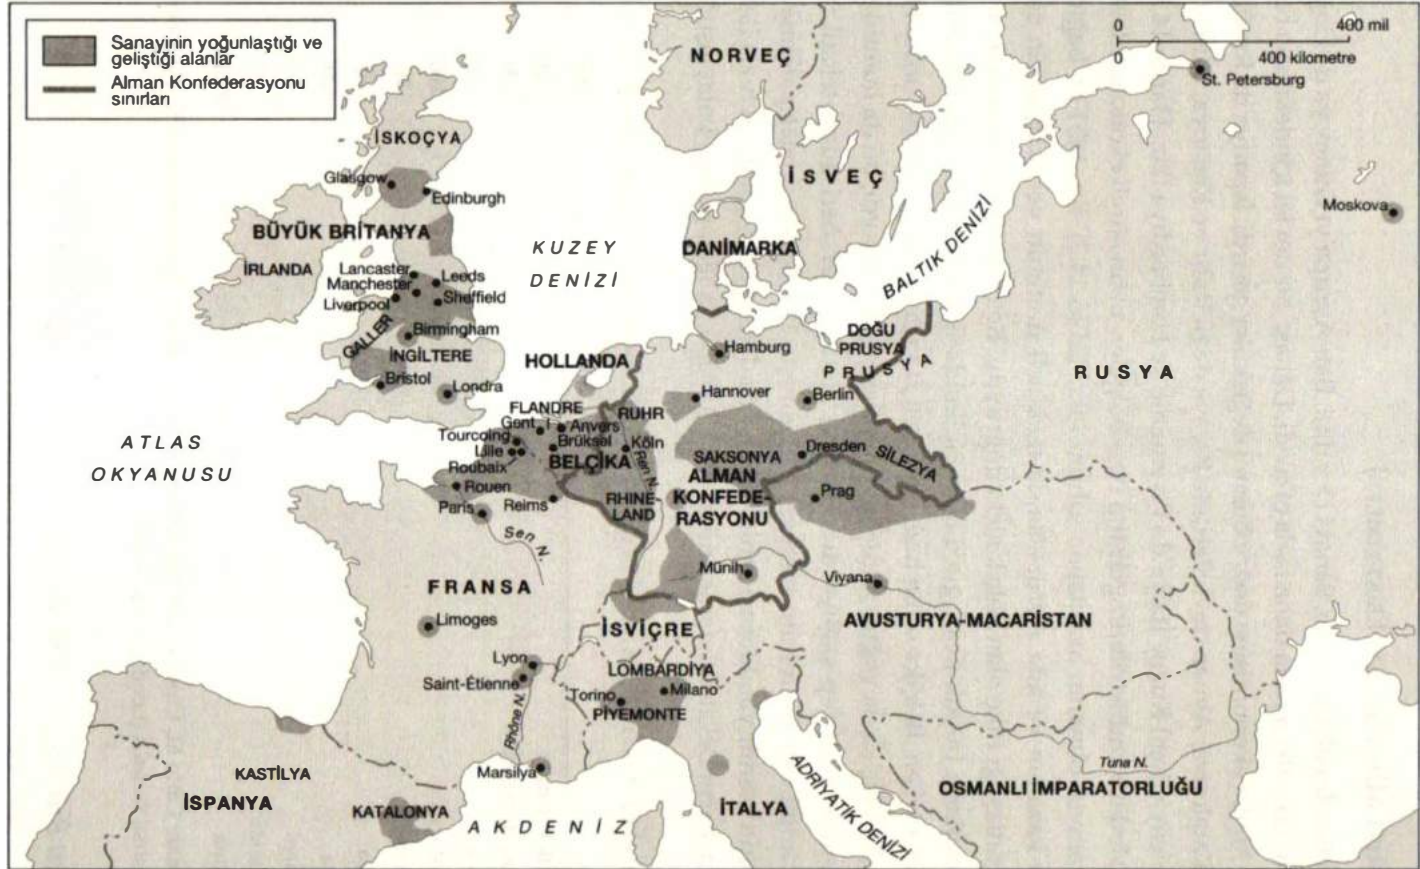 Sanayinin yoğunlaştığı ve
geliştiği alanlar
Alman Konfederasyonu
sınırları
0 400 mil
0 400 kilometre
NORVEÇ
St. Petersburg
İSKOÇYA
Glasgow
Edinburgh
İSVEÇ
Moskova
BÜYÜK BRİTANYA
KUZEY
DENİZİ
DANİMARKA
BALTIK DENİZİ
İRLANDA
Lancaster
Leeds
Manchester
Liverpool
Sheffield
Birmingham
GALLER
İNGİLTERE
Bristol
Londra
HOLLANDA
Hamburg
DOĞU
PRUSYA
PRUSYA
RUSYA
Hannover
Berlin
FLANDRE
RUHR
Gent
Anvers
Tourcoing
Brüksel
Köln
Lille
BELÇİKA
Ren N.
Roubaix
SAKSONYA
Dresden
SİLEZYA
ATLAS
OKYANUSU
ALMAN
KONFEDE-
RASYONU
Rouen
Reims
RHINE-
LAND
Prag
Paris
Sen N.
Münih
Viyana
FRANSA
Limoges
İSVİÇRE
AVUSTURYA-MACARİSTAN
Lyon
Saint-Étienne
LOMBARDİYA
Torino
Milano
PİYEMONTE
Rhône N.
Marsilya
Tuna N.
KASTİLYA
İSPANYA
KATALONYA
AKDENİZ
İTALYA
ADRİYATİK DENİZİ
OSMANLI İMPARATORLUĞU